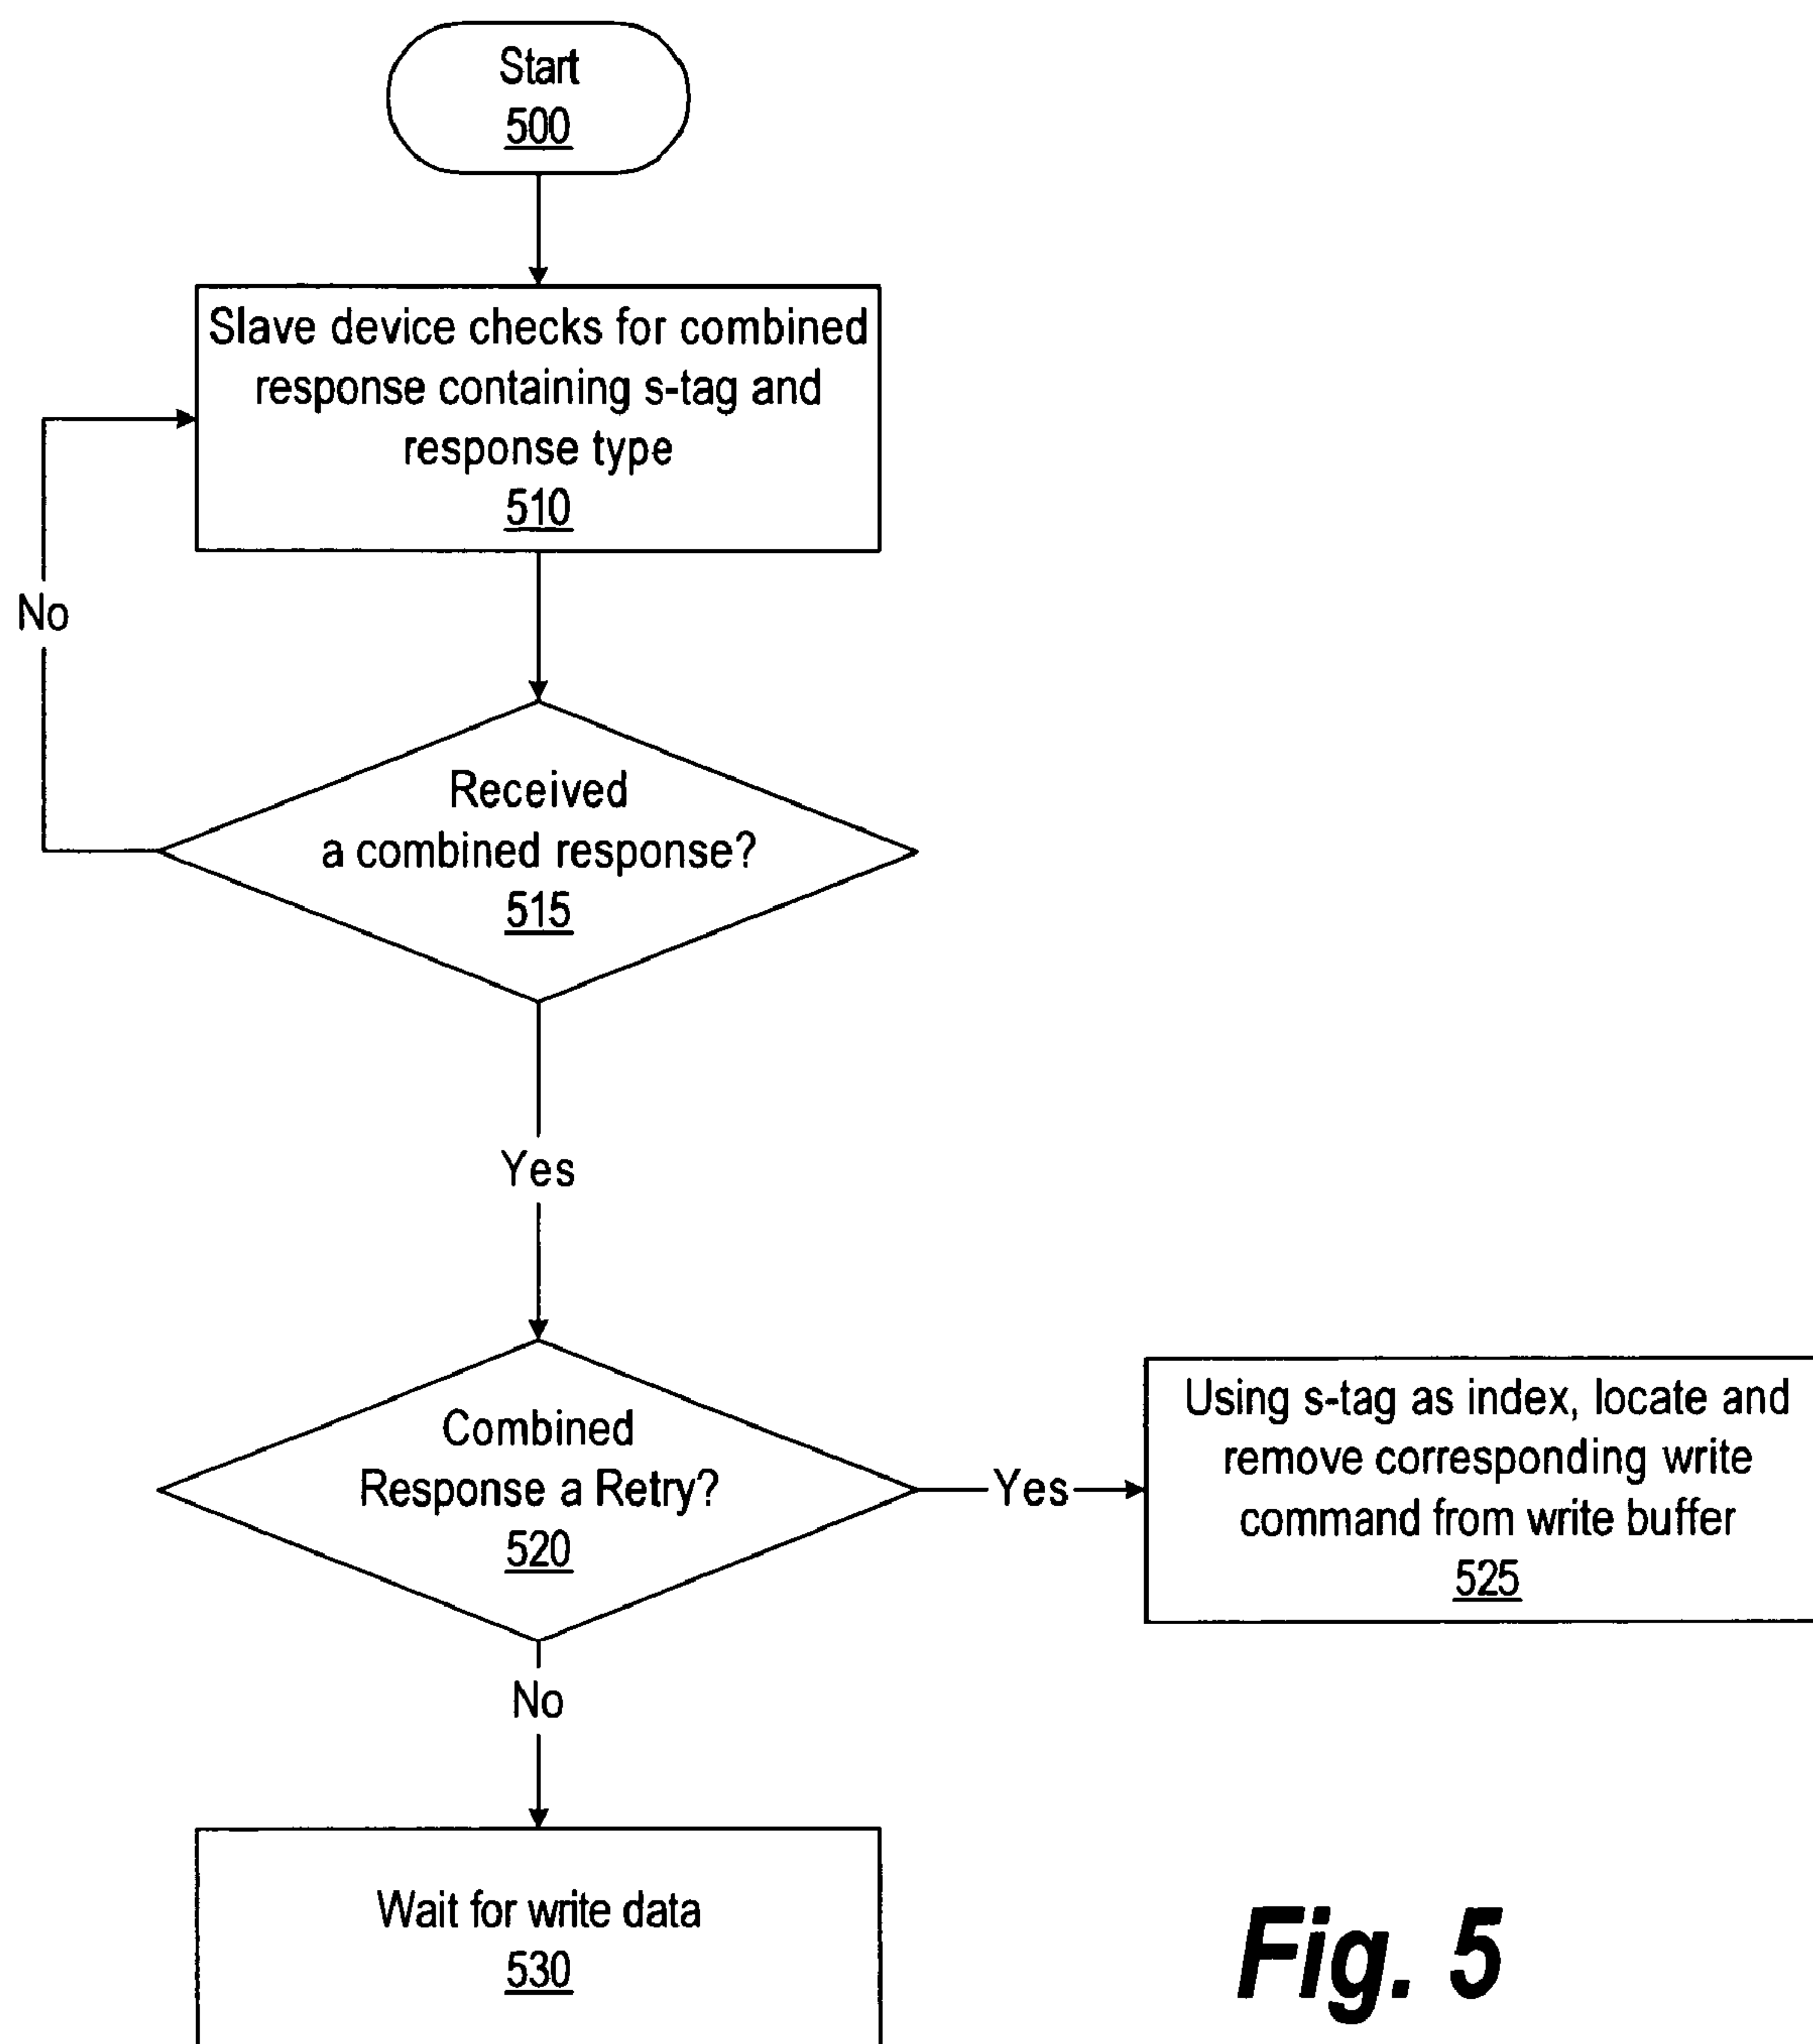 Start
500
Slave device checks for combined
response containing s-tag and
response type
510
No
Received
a combined response?
515
Yes
Combined
Response a Retry?
520
Yes
Using s-tag as index, locate and
remove corresponding write
command from write buffer
525
No
Wait for write data
530
Fig. 5